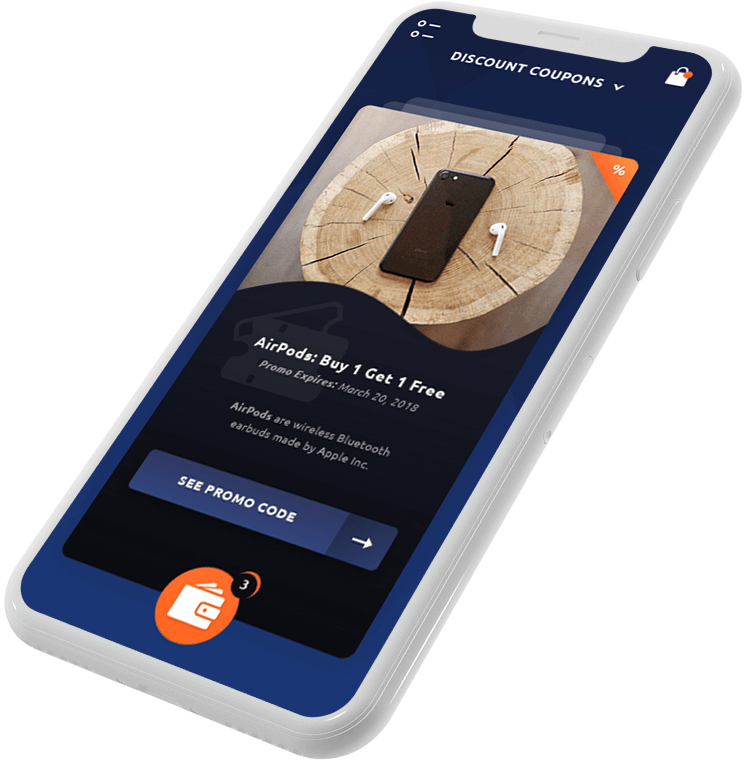 DISCOUNT COUPONS
%
AirPods: Buy 1 Get 1 Free
Promo Expires: March 20, 2018
AirPods are wireless Bluetooth
earbuds made by Apple Inc.
SEE PROMO CODE
3